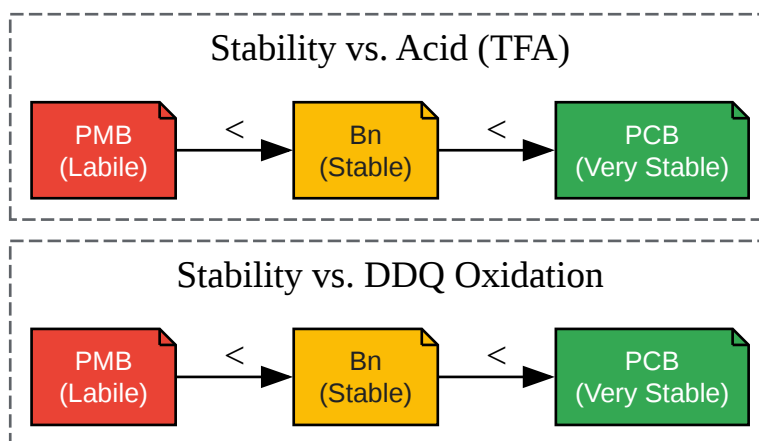 Stability vs. Acid (TFA)
PMB
(Labile)
<
Bn
(Stable)
<
PCB
(Very Stable)
Stability vs. DDQ Oxidation
PMB
(Labile)
<
Bn
(Stable)
<
PCB
(Very Stable)